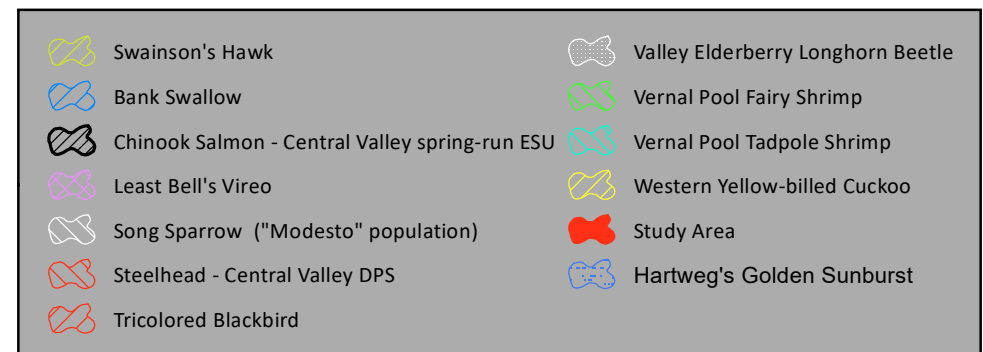 Swainson's Hawk
Bank Swallow
Chinook Salmon - Central Valley spring-run ESU
Least Bell's Vireo
Song Sparrow ("Modesto" population)
Steelhead - Central Valley DPS
Tricolored Blackbird
Valley Elderberry Longhorn Beetle
Vernal Pool Fairy Shrimp
Vernal Pool Tadpole Shrimp
Western Yellow-billed Cuckoo
Study Area
Hartweg's Golden Sunburst